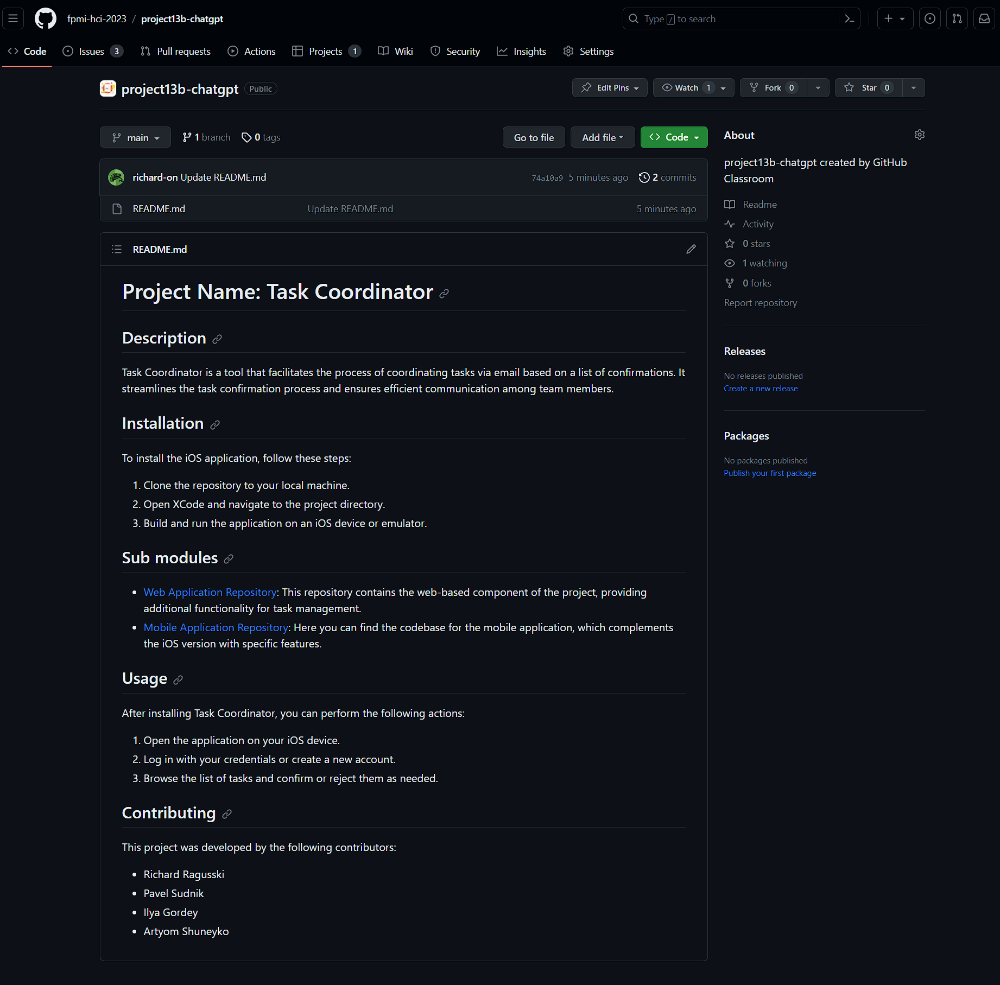 fpmi-hci-2023 / project13b-chatgpt
Type / to search
Code Issues 3 Pull requests Actions Projects 1 Wiki Security Insights Settings
project13b-chatgpt Public
Edit Pins Watch 1 Fork 0 Star 0
main 1 branch 0 tags
Go to file Add file Code
richard-on Update README.md 74a10a9 5 minutes ago 2 commits
README.md Update README.md 5 minutes ago
README.md
Project Name: Task Coordinator
Description
Task Coordinator is a tool that facilitates the process of coordinating tasks via email based on a list of confirmations. It
streamlines the task confirmation process and ensures efficient communication among team members.
Installation
To install the iOS application, follow these steps:
1. Clone the repository to your local machine.
2. Open XCode and navigate to the project directory.
3. Build and run the application on an iOS device or emulator.
Sub modules
Web Application Repository: This repository contains the web-based component of the project, providing
additional functionality for task management.
Mobile Application Repository: Here you can find the codebase for the mobile application, which complements
the iOS version with specific features.
Usage
After installing Task Coordinator, you can perform the following actions:
1. Open the application on your iOS device.
2. Log in with your credentials or create a new account.
3. Browse the list of tasks and confirm or reject them as needed.
Contributing
This project was developed by the following contributors:
Richard Ragusski
Pavel Sudnik
Ilya Gordey
Artyom Shuneyko
About
project13b-chatgpt created by GitHub
Classroom
Readme
Activity
0 stars
1 watching
0 forks
Report repository
Releases
No releases published
Create a new release
Packages
No packages published
Publish your first package